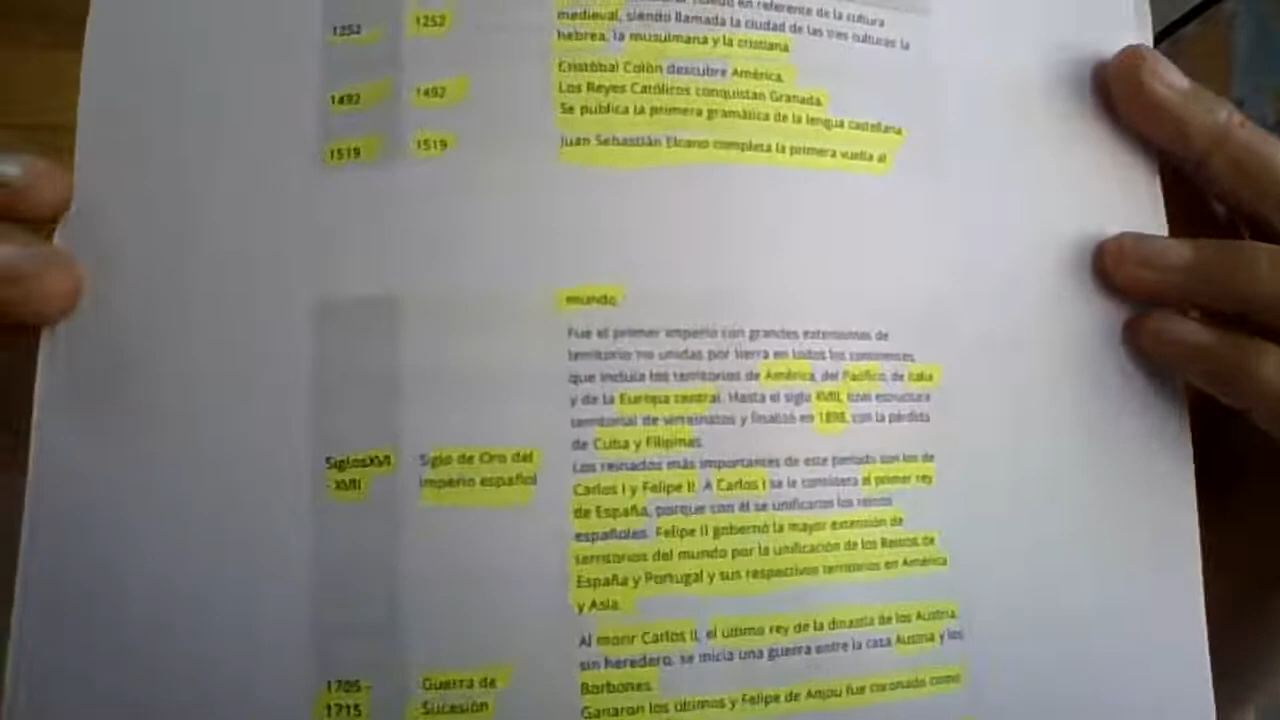 en referente de la cultura
1252 1252 medieval, siendo llamada la ciudad de las tres culturas la
hebrea, la musulmana y la cristiana.
Cristóbal Colón descubre América.
1492 1492 Los Reyes Católicos conquistan Granada.
Se publica la primera gramática de la lengua castellana
1519 1519 Juan Sebastián Elcano completa la primera vuelta al
mundo.
Fue el primer imperio con grandes extensiones de
territorio no unidas por tierra en todos los continentes
que incluía los territorios de América, del Pacífico, de Italia
y de la Europa central. Hasta el siglo XVIII, estructura
territorial de virreinatos y finalizó en 1898, con la pérdida
de Cuba y Filipinas.
Siglos XVI - XVII
Siglo de Oro del
imperio español
Los reinados más importantes de este periodo son los de
Carlos I y Felipe II. A Carlos I se le considera el primer rey
de España, porque con él se unificaron los reinos
españoles. Felipe II gobernó la mayor extensión de
territorios del mundo por la unificación de los Reinos de
España y Portugal y sus respectivos territorios en América
y Asia.
Al morir Carlos II, el último rey de la dinastía de los Austria,
sin heredero, se inicia una guerra entre la casa Austria y los
1705 - Guerra de Borbones.
1715 Sucesión Ganaron los últimos y Felipe de Anjou fue coronado como